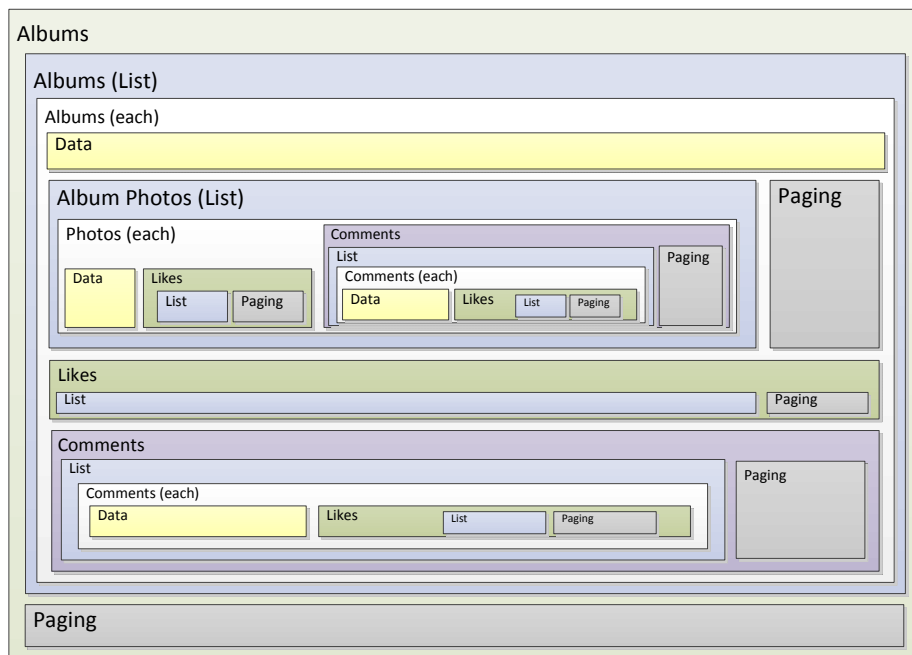 Albums
Albums (List)
Albums (each)
Data
Album Photos (List)
Paging
Photos (each)
Comments
List
Paging
Comments (each)
Data
Likes
List
Paging
Data
Likes
List
Paging
Likes
List
Paging
Comments
List
Paging
Comments (each)
Data
Likes
List
Paging
Paging